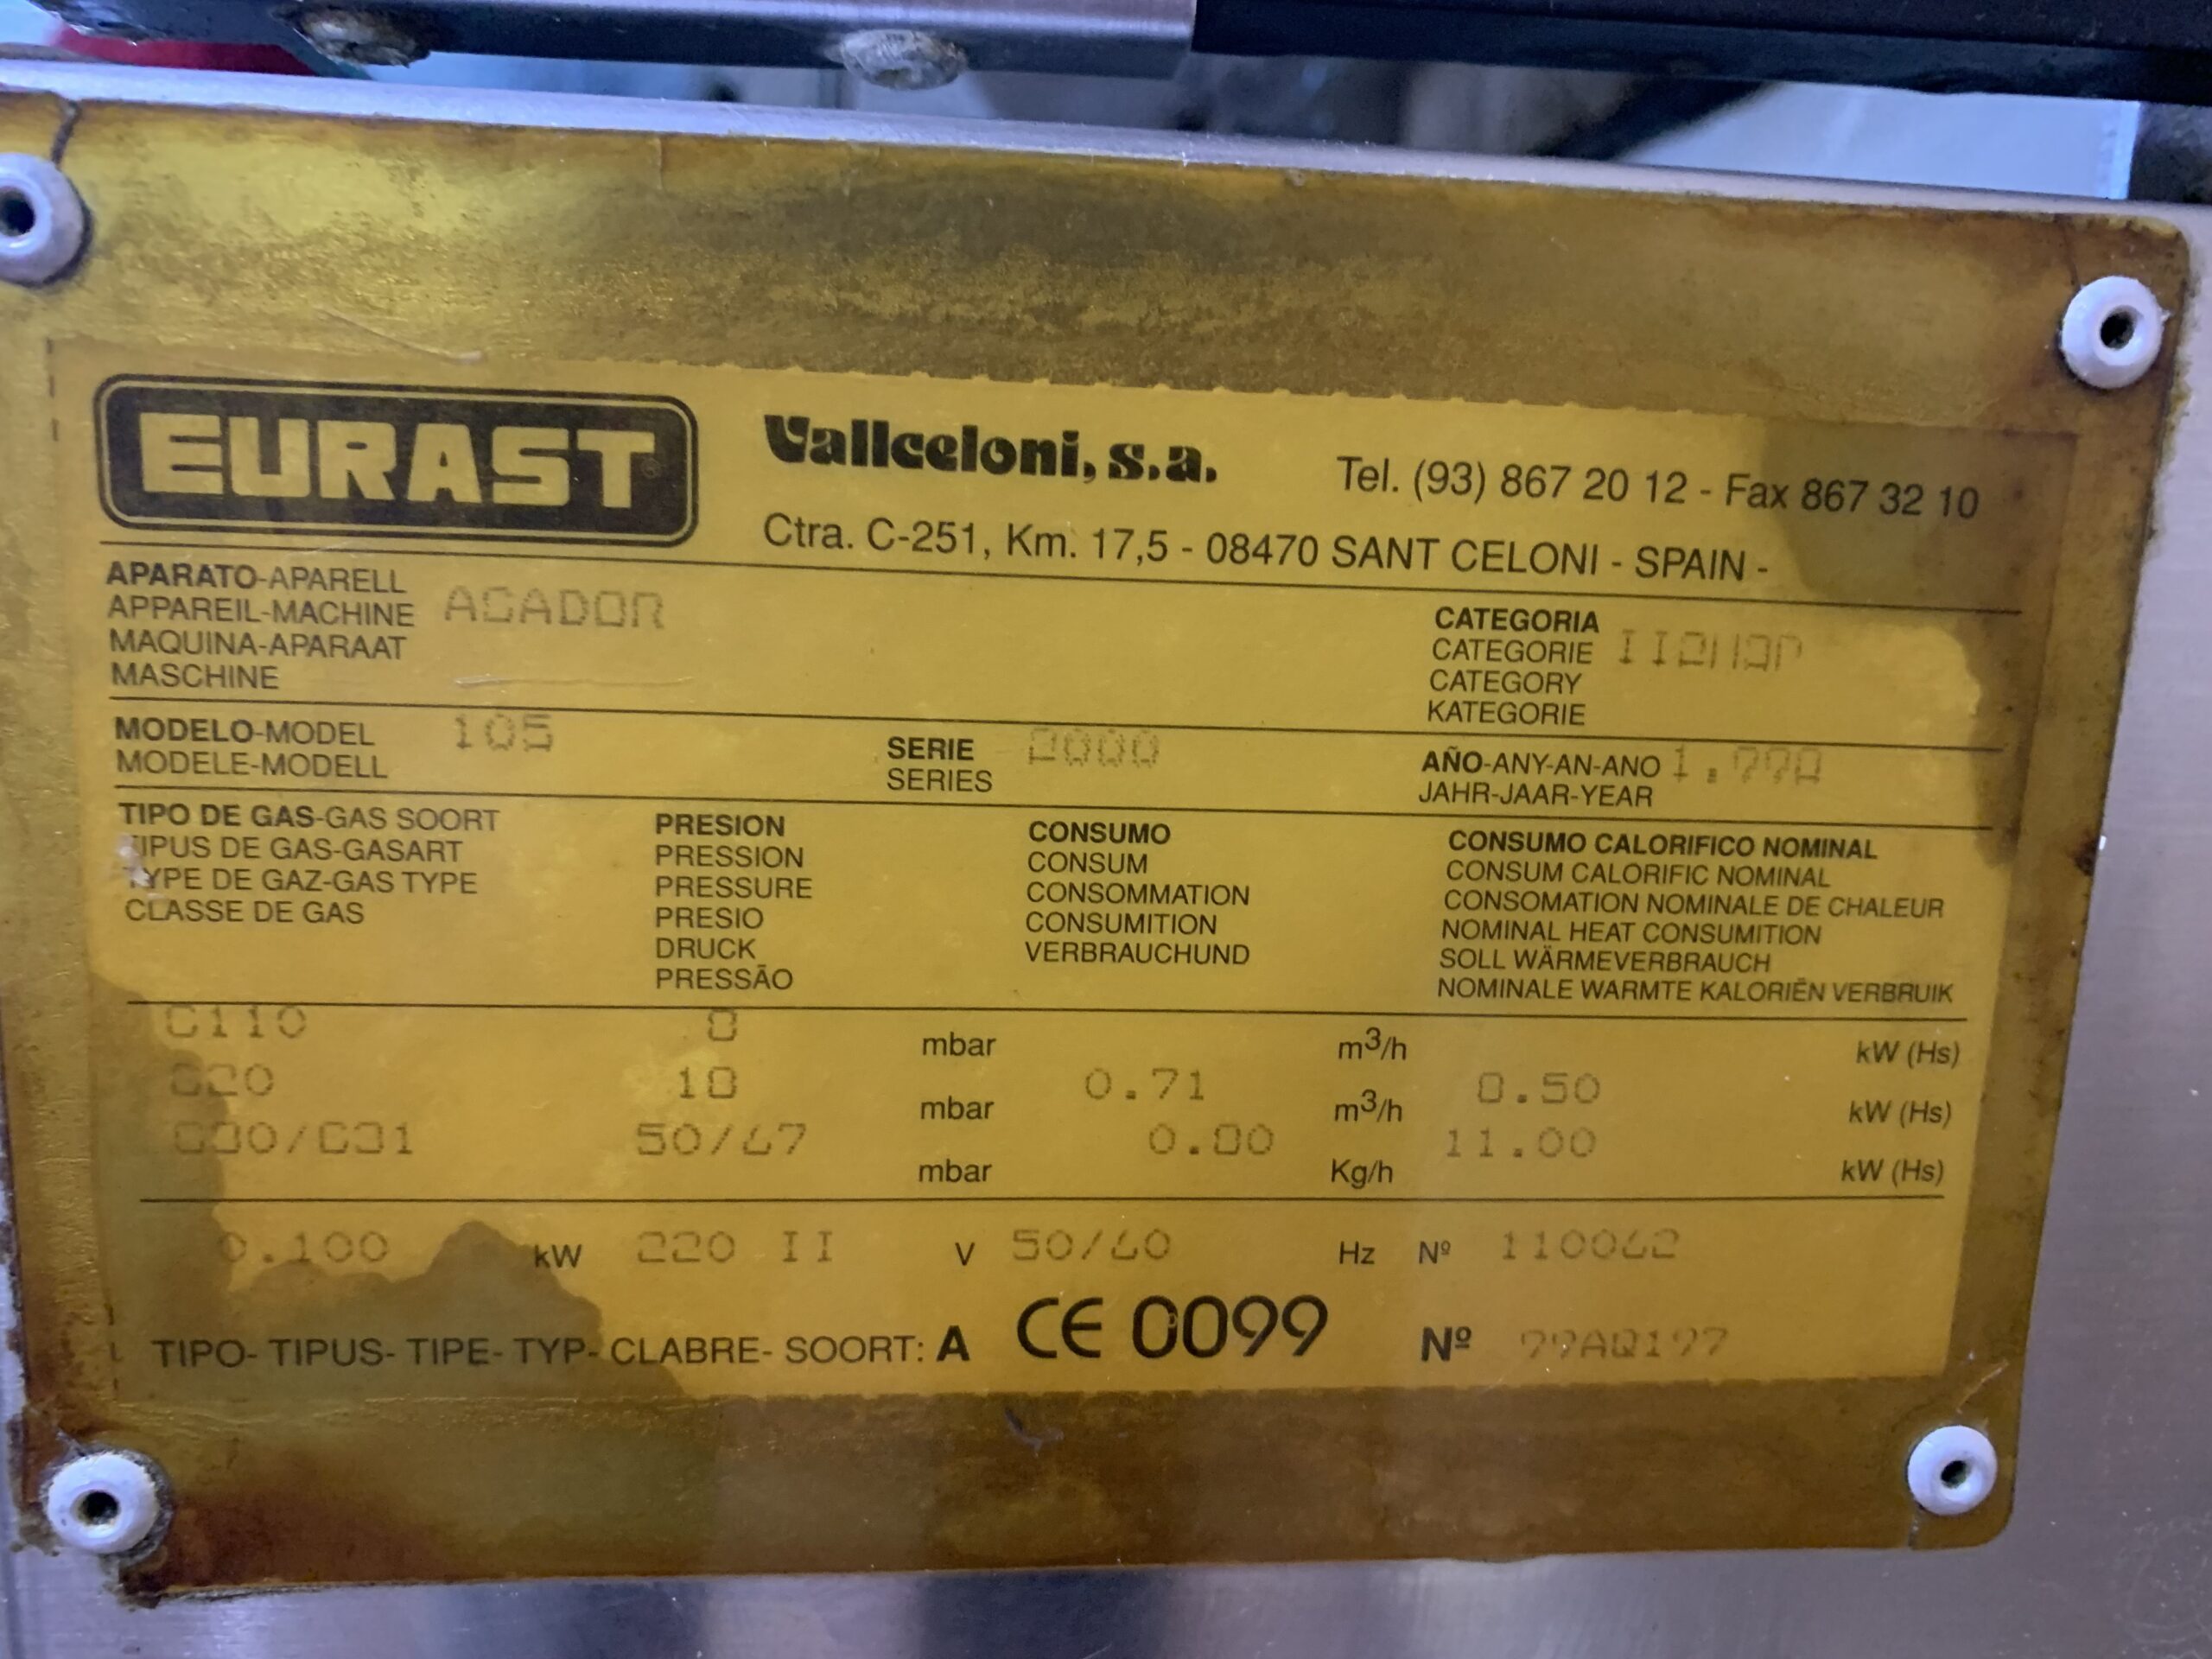 EURAST
Vallceloni, s.a.
Tel. (93) 867 20 12 - Fax 867 32 10
Ctra. C-251, Km. 17,5 - 08470 SANT CELONI - SPAIN -
APARATO-APARELL
APPAREIL-MACHINE ASADOR
MAQUINA-APARAAT
MASCHINE
CATEGORIA
CATEGORIE II2H3P
CATEGORY
KATEGORIE
MODELO-MODEL 105
MODELE-MODELL
SERIE 2000
SERIES
AÑO-ANY-AN-ANO
JAHR-JAAR-YEAR
TIPO DE GAS-GAS SOORT
TIPUS DE GAS-GASART
TYPE DE GAZ-GAS TYPE
CLASSE DE GAS
PRESION
PRESSION
PRESSURE
PRESIO
DRUCK
PRESSÃO
CONSUMO
CONSUM
CONSOMMATION
CONSUMITION
VERBRAUCHUND
CONSUMO CALORIFICO NOMINAL
CONSUM CALORIFIC NOMINAL
CONSOMATION NOMINALE DE CHALEUR
NOMINAL HEAT CONSUMITION
SOLL WÄRMEVERBRAUCH
NOMINALE WARMTE KALORIËN VERBRUIK
G110 8 mbar m³/h kW (Hs)
G20 18 mbar 0.71 m³/h 8.50 kW (Hs)
G30/G31 50/67 mbar 0.80 Kg/h 11.00 kW (Hs)
0.100 kW 220 II V 50/60 Hz Nº 110062
TIPO- TIPUS- TIPE- TYP- CLABRE- SOORT: A CE 0099 Nº 99AQ197